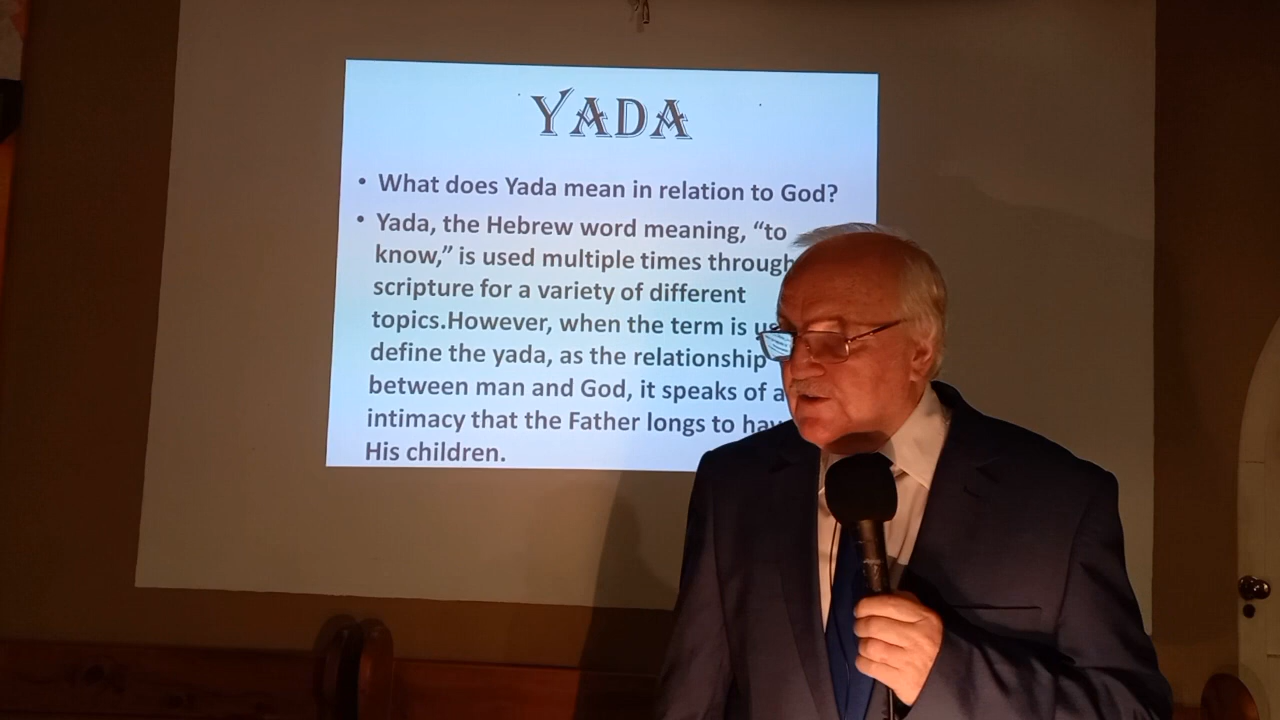 YADA
• What does Yada mean in relation to God?
• Yada, the Hebrew word meaning, “to
know,” is used multiple times through
scripture for a variety of different
topics.However, when the term is
define the yada, as the relationship
between man and God, it speaks of
intimacy that the Father longs to
His children.